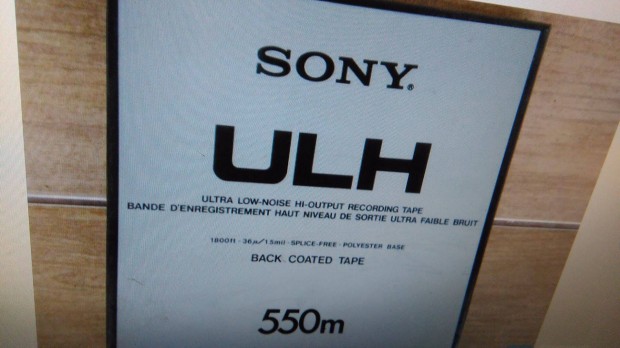 SONY®
ULH
ULTRA LOW-NOISE HI-OUTPUT RECORDING TAPE
BANDE D'ENREGISTREMENT HAUT NIVEAU DE SORTIE ULTRA FAIBLE BRUIT
1800ft · 36μ/1.5mil · SPLICE-FREE · POLYESTER BASE
BACK COATED TAPE
550m